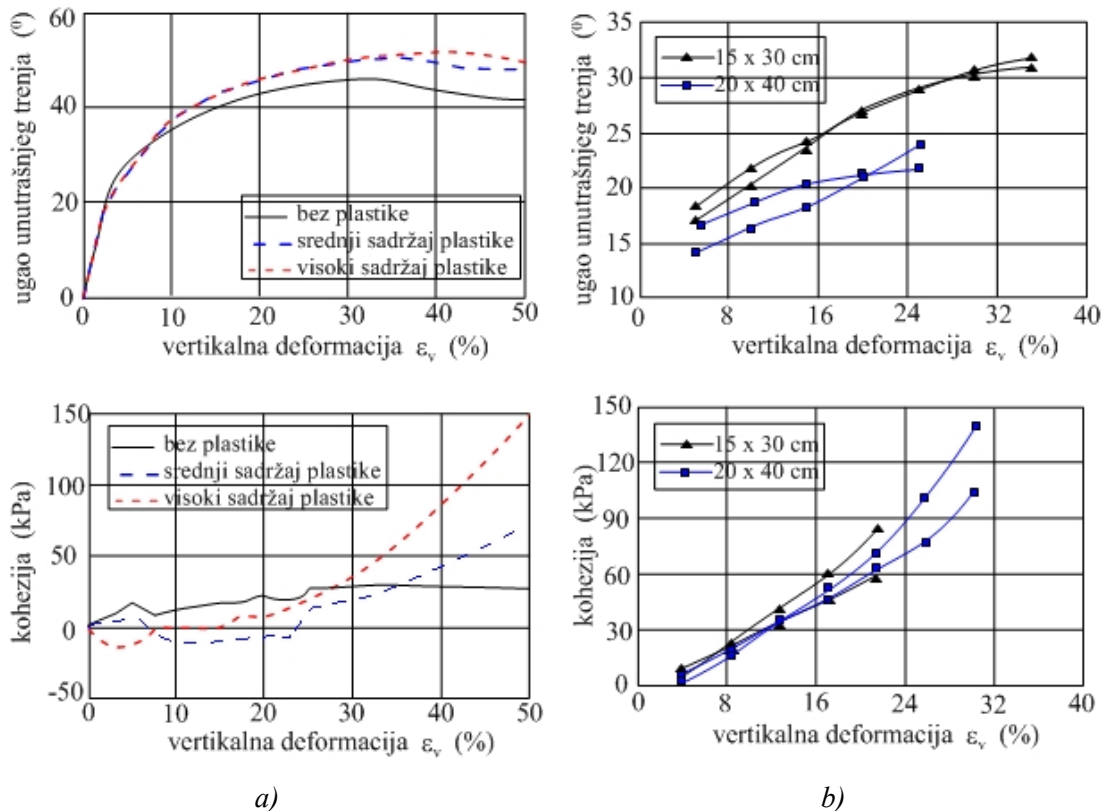 ugao unutrašnjeg trenja (⁰)
60
40
20
0
bez plastike
srednji sadržaj plastike
visoki sadržaj plastike
0 10 20 30 40 50
vertikalna deformacija εᵥ (%)
ugao unutrašnjeg trenja (⁰)
35
30
25
20
15
10
15 x 30 cm
20 x 40 cm
0 8 16 24 32 40
vertikalna deformacija εᵥ (%)
kohezija (kPa)
150
100
50
0
-50
bez plastike
srednji sadržaj plastike
visoki sadržaj plastike
0 10 20 30 40 50
vertikalna deformacija εᵥ (%)
kohezija (kPa)
150
120
90
60
30
0
15 x 30 cm
20 x 40 cm
0 8 16 24 32 40
vertikalna deformacija εᵥ (%)
a) b)